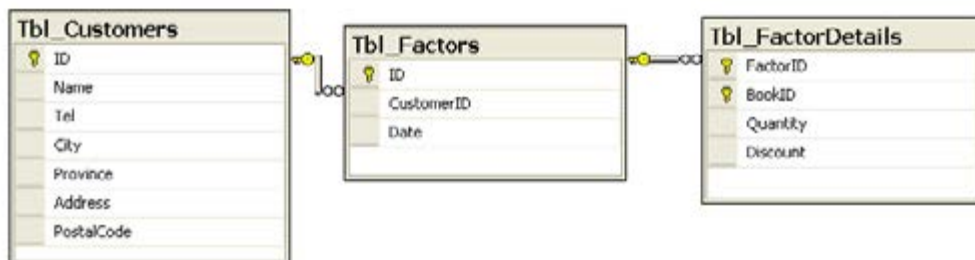 Tbl_Customers
ID
Name
Tel
City
Province
Address
PostalCode
Tbl_Factors
ID
CustomerID
Date
Tbl_FactorDetails
FactorID
BookID
Quantity
Discount